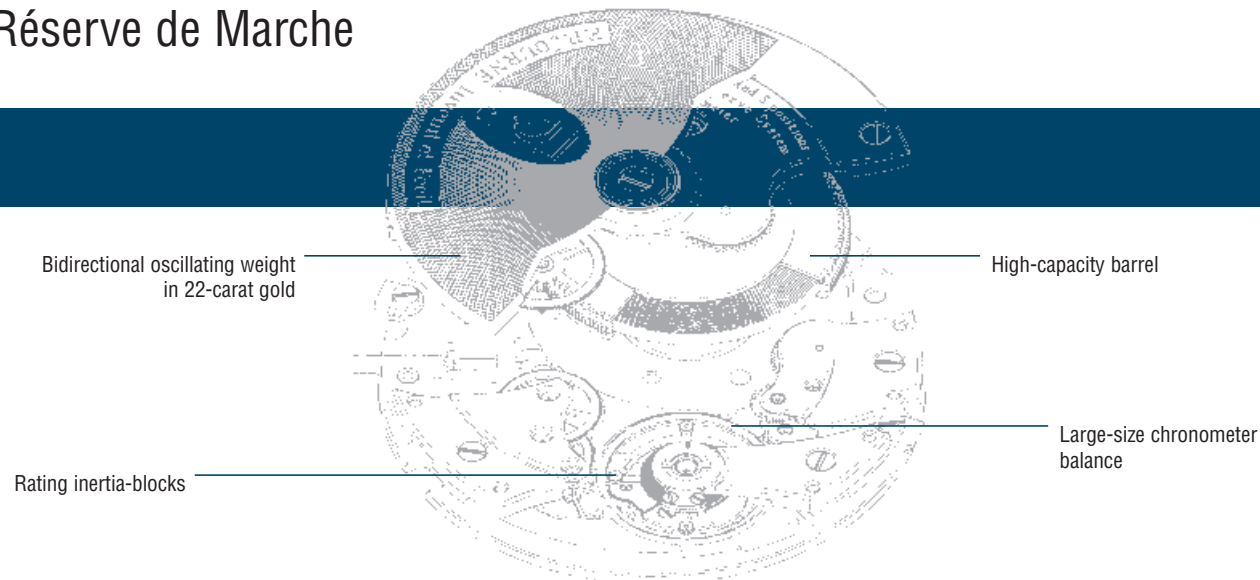 Réserve de Marche
Bidirectional oscillating weight
in 22-carat gold
High-capacity barrel
Large-size chronometer
balance
Rating inertia-blocks